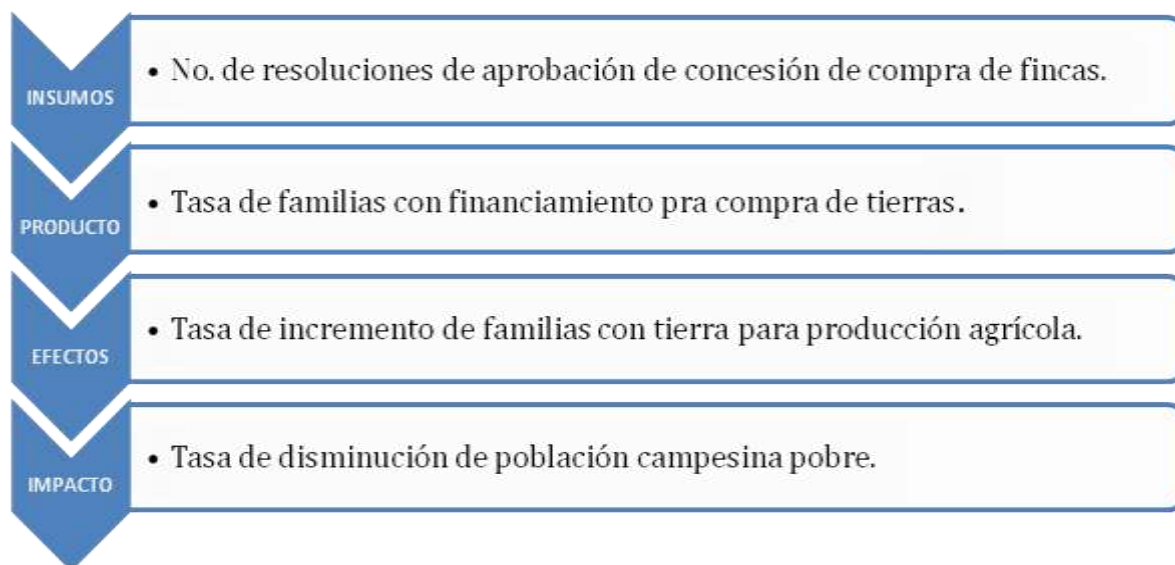 INSUMOS
• No. de resoluciones de aprobación de concesión de compra de fincas.
PRODUCTO
• Tasa de familias con financiamiento pra compra de tierras.
EFECTOS
• Tasa de incremento de familias con tierra para producción agrícola.
IMPACTO
• Tasa de disminución de población campesina pobre.